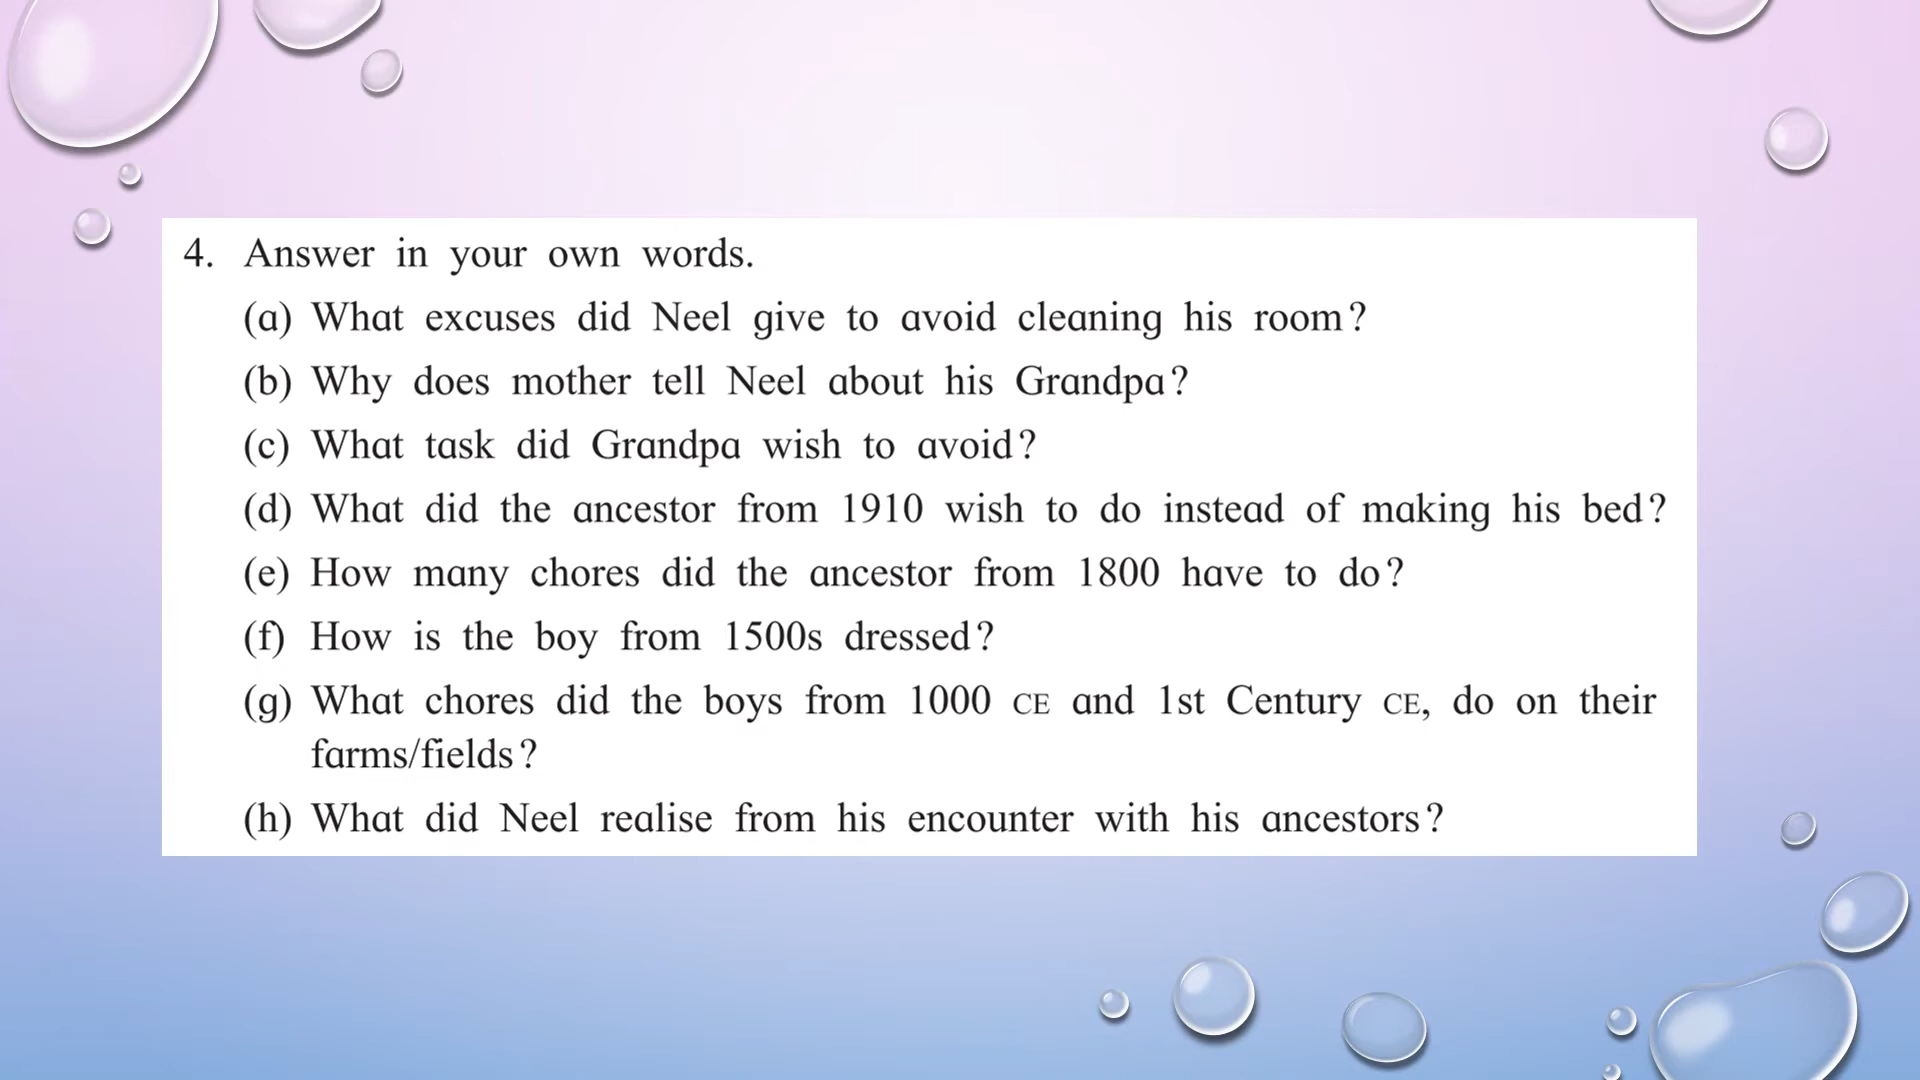 4. Answer in your own words.
(a) What excuses did Neel give to avoid cleaning his room?
(b) Why does mother tell Neel about his Grandpa?
(c) What task did Grandpa wish to avoid?
(d) What did the ancestor from 1910 wish to do instead of making his bed?
(e) How many chores did the ancestor from 1800 have to do?
(f) How is the boy from 1500s dressed?
(g) What chores did the boys from 1000 CE and 1st Century CE, do on their
farms/fields?
(h) What did Neel realise from his encounter with his ancestors?